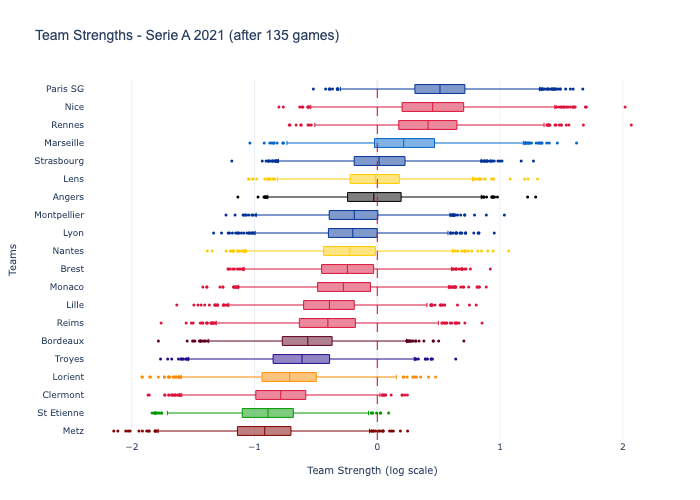 Team Strengths - Serie A 2021 (after 135 games)
Paris SG
Nice
Rennes
Marseille
Strasbourg
Lens
Angers
Montpellier
Lyon
Nantes
Brest
Monaco
Lille
Reims
Bordeaux
Troyes
Lorient
Clermont
St Etienne
Metz
Teams
−2 −1 0 1 2
Team Strength (log scale)